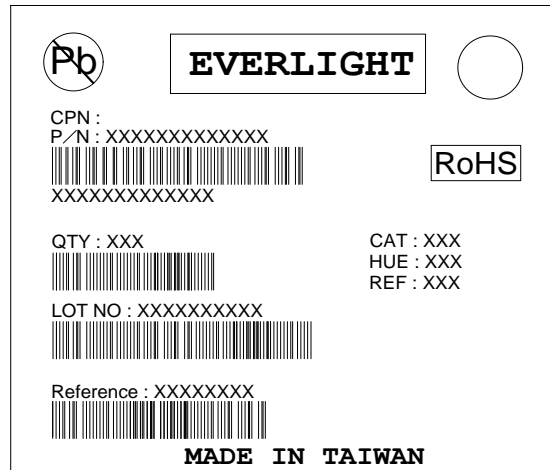 Pb
EVERLIGHT
CPN :
P/N : XXXXXXXXXXXXX
RoHS
XXXXXXXXXXXXX
QTY : XXX
CAT : XXX
HUE : XXX
REF : XXX
LOT NO : XXXXXXXXXX
Reference : XXXXXXXX
MADE IN TAIWAN